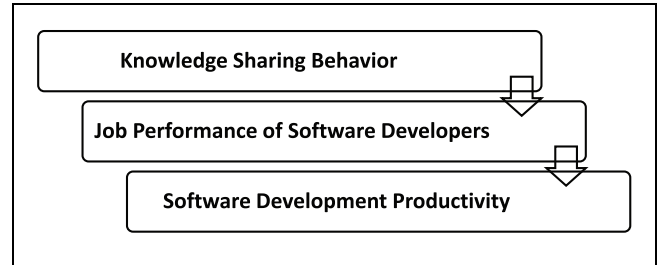 Knowledge Sharing Behavior
Job Performance of Software Developers
Software Development Productivity